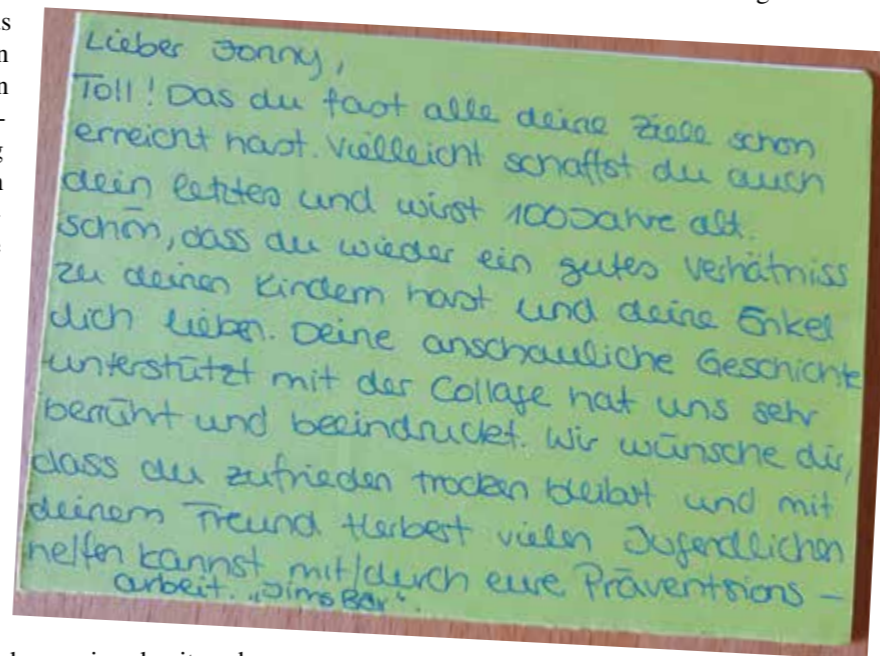 Lieber Jonny,
Toll! Das du fast alle deine Ziele schon
erreicht hast. Vielleicht schaffst du auch
dein letztes und wirst 100 Jahre alt.
Schön, dass du wieder ein gutes Verhätniss
zu deinen Kindern hast und deine Enkel
dich lieben. Deine anschauliche Geschichte
unterstützt mit der Collage hat uns sehr
berührt und beeindrucket. Wir wünsche dir,
dass du zufrieden trocken bleibst und mit
deinem Freund Herbest vielen Jugendlichen
helfen kannst mit/durch eure Präventsions-
arbeit. „Jims Bar".